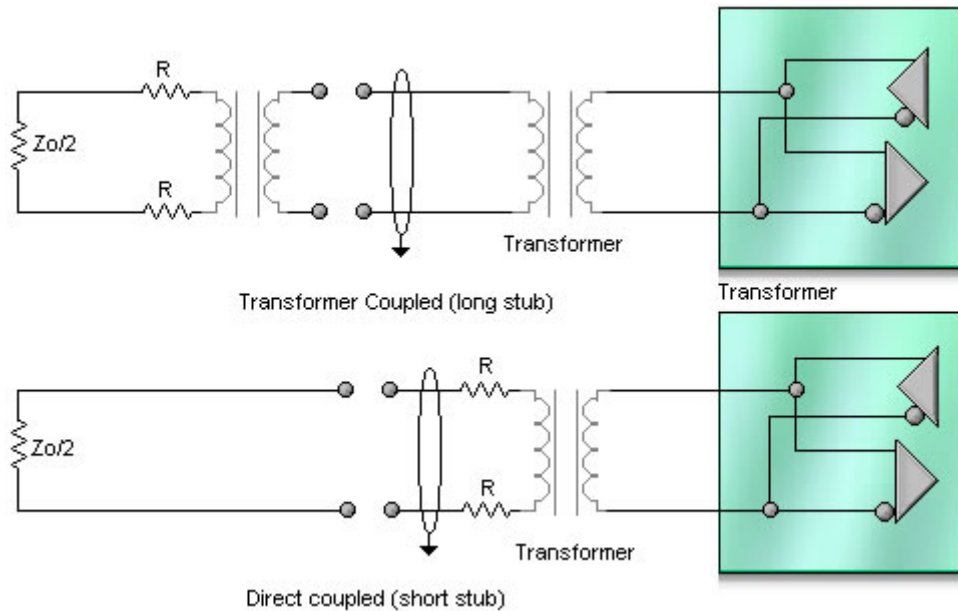 R
Zo/2
R
Transformer
Transformer Coupled (long stub)
Transformer
R
Zo/2
R
Transformer
Direct coupled (short stub)